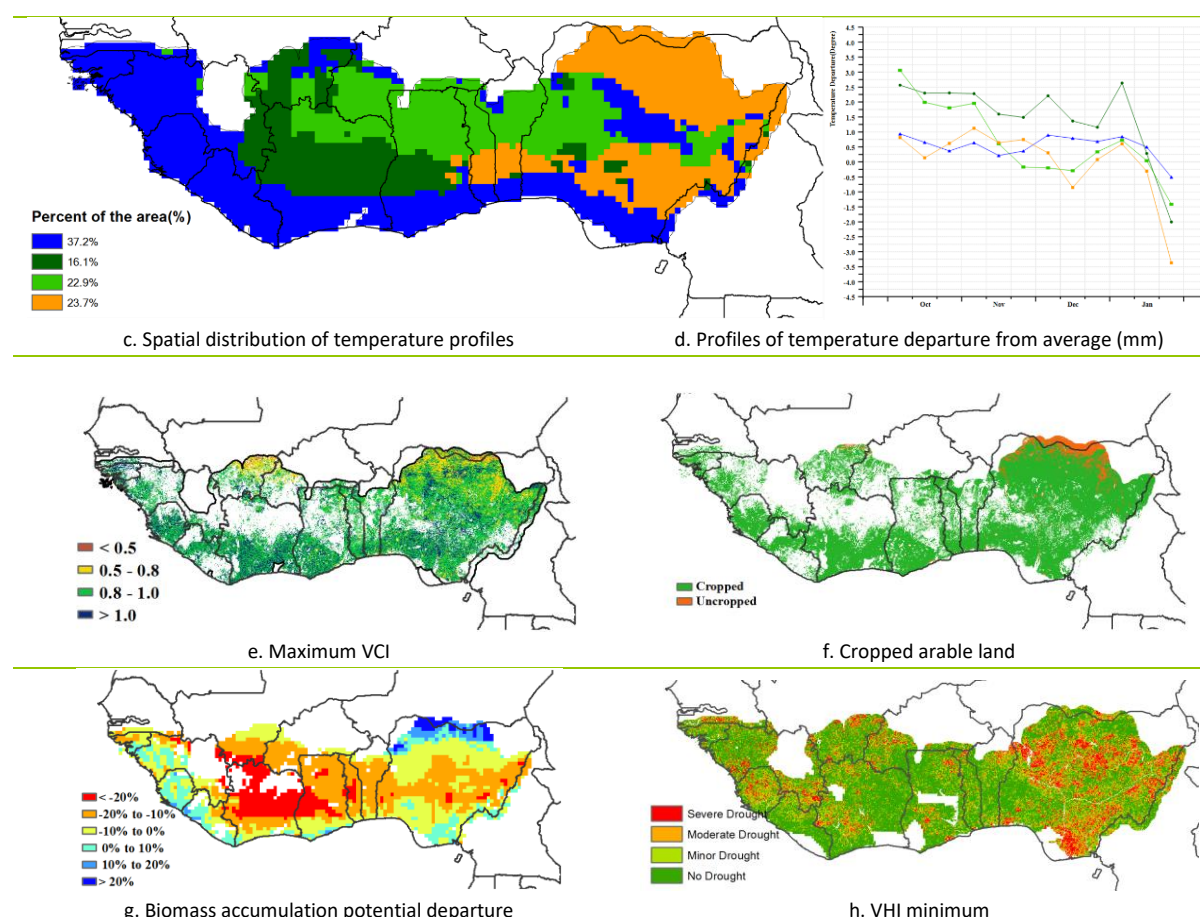 Percent of the area(%)
37.2%
16.1%
22.9%
23.7%
Temperature Departure(Degree)
4.5
4.0
3.5
3.0
2.5
2.0
1.5
1.0
0.5
0.0
-0.5
-1.0
-1.5
-2.0
-2.5
-3.0
-3.5
-4.0
-4.5
Oct Nov Dec Jan
c. Spatial distribution of temperature profiles
d. Profiles of temperature departure from average (mm)
< 0.5
0.5 - 0.8
0.8 - 1.0
> 1.0
Cropped
Uncropped
e. Maximum VCI
f. Cropped arable land
< -20%
-20% to -10%
-10% to 0%
0% to 10%
10% to 20%
> 20%
Severe Drought
Moderate Drought
Minor Drought
No Drought
g. Biomass accumulation potential departure
h. VHI minimum